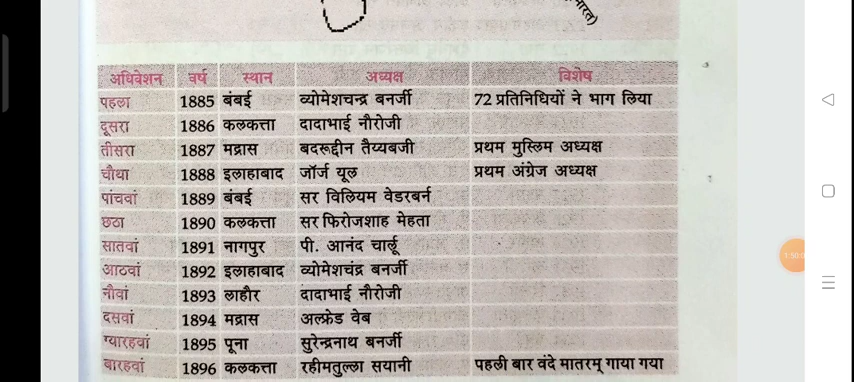 भारत)
अधिवेशन वर्ष स्थान अध्यक्ष विशेष
पहला 1885 बंबई व्योमेशचन्द्र बनर्जी 72 प्रतिनिधियों ने भाग लिया
दूसरा 1886 कलकत्ता दादाभाई नौरोजी
तीसरा 1887 मद्रास बदरूद्दीन तैय्यबजी प्रथम मुस्लिम अध्यक्ष
चौथा 1888 इलाहाबाद जॉर्ज यूल प्रथम अंग्रेज अध्यक्ष
पांचवां 1889 बंबई सर विलियम वेडरबर्न
छठा 1890 कलकत्ता सर फिरोजशाह मेहता
सातवां 1891 नागपुर पी. आनंद चार्लू
आठवां 1892 इलाहाबाद व्योमेशचंद्र बनर्जी
नौवां 1893 लाहौर दादाभाई नौरोजी
दसवां 1894 मद्रास अल्फ्रेड वेब
ग्यारहवां 1895 पूना सुरेन्द्रनाथ बनर्जी
बारहवां 1896 कलकत्ता रहीमतुल्ला सयानी पहली बार वंदे मातरम् गाया गया